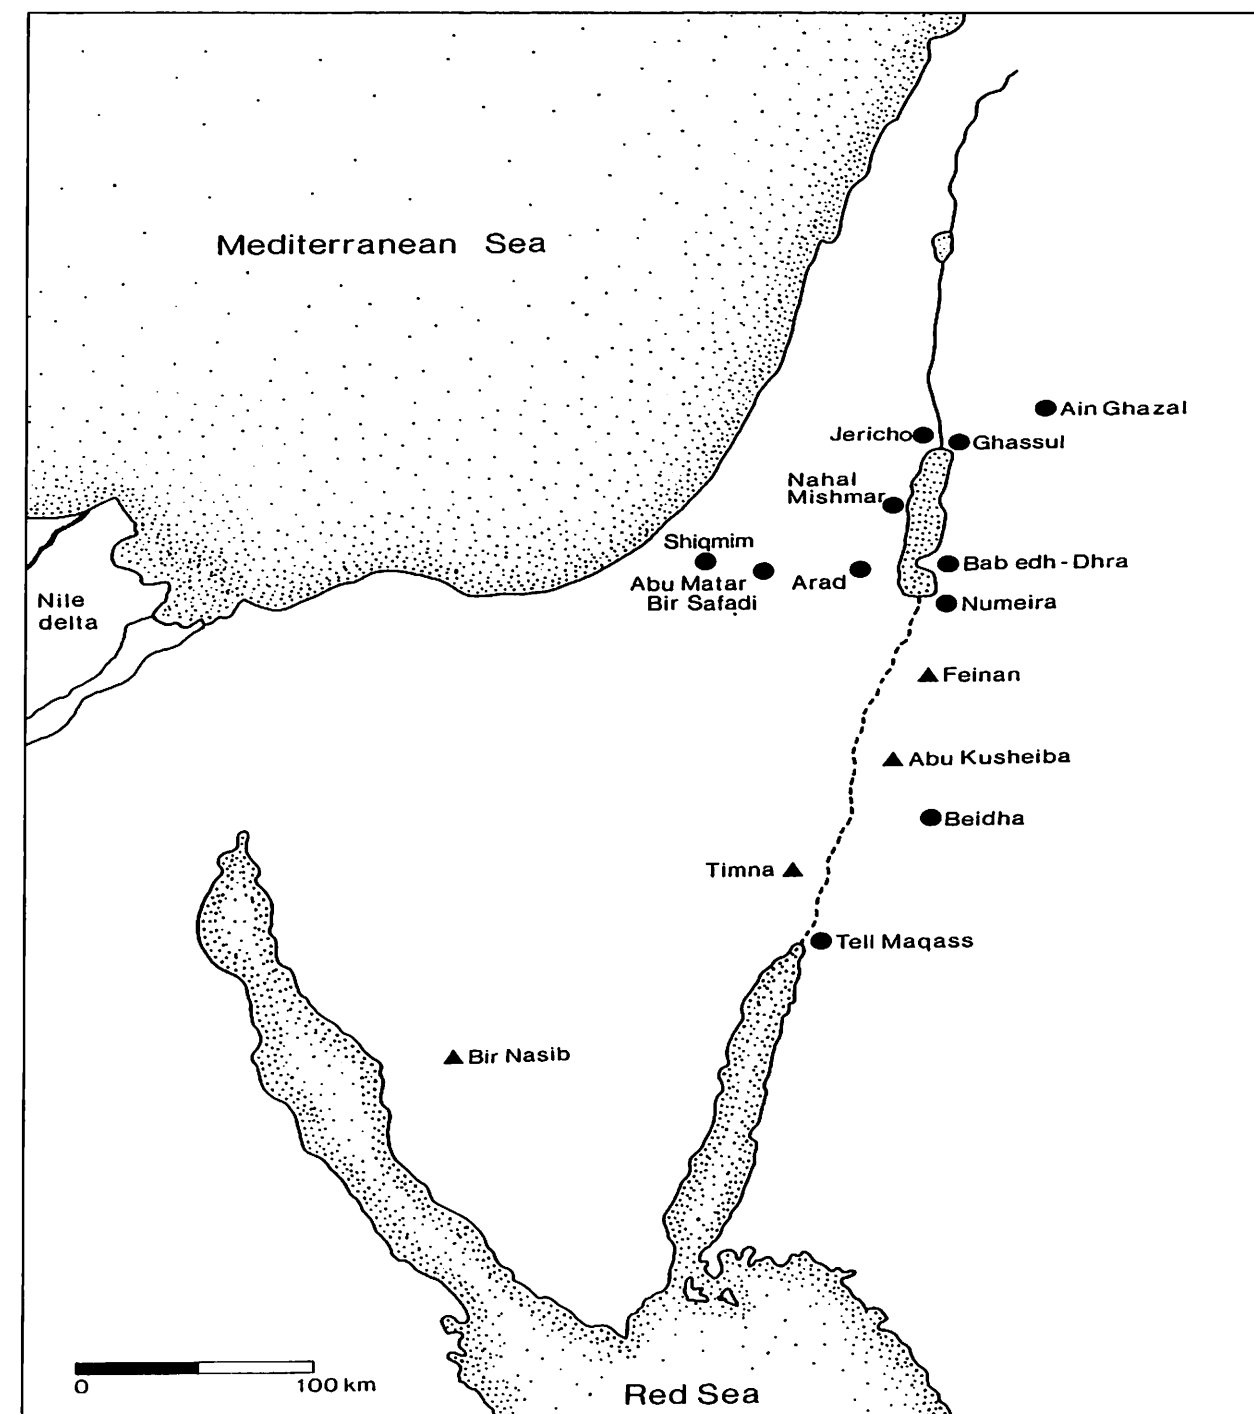 Mediterranean Sea
Ain Ghazal
Jericho
Ghassul
Nahal
Mishmar
Shiqmim
Abu Matar
Bir Safadi
Arad
Bab edh - Dhra
Numeira
Nile
delta
Feinan
Abu Kusheiba
Beidha
Timna
Tell Maqass
Bir Nasib
0 100 km
Red Sea